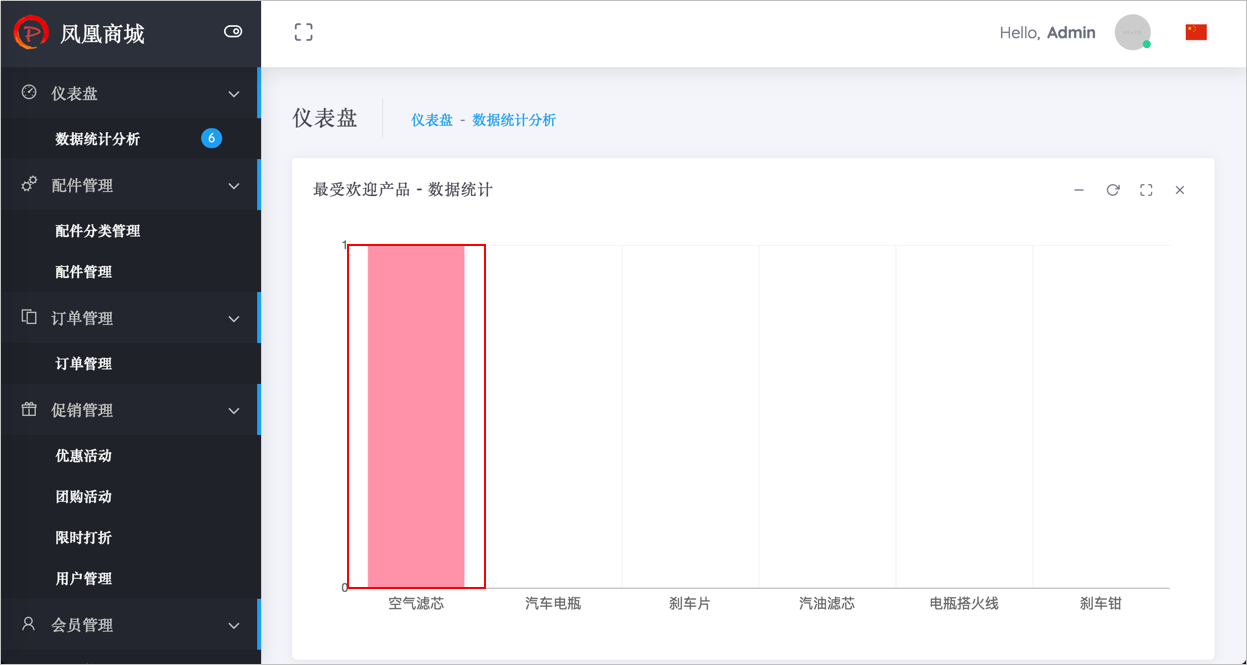 凤凰商城
Hello, Admin
仪表盘
数据统计分析 6
配件管理
配件分类管理
配件管理
订单管理
订单管理
促销管理
优惠活动
团购活动
限时打折
用户管理
会员管理
仪表盘
仪表盘 - 数据统计分析
最受欢迎产品 - 数据统计
1
0
空气滤芯 汽车电瓶 刹车片 汽油滤芯 电瓶搭火线 刹车钳